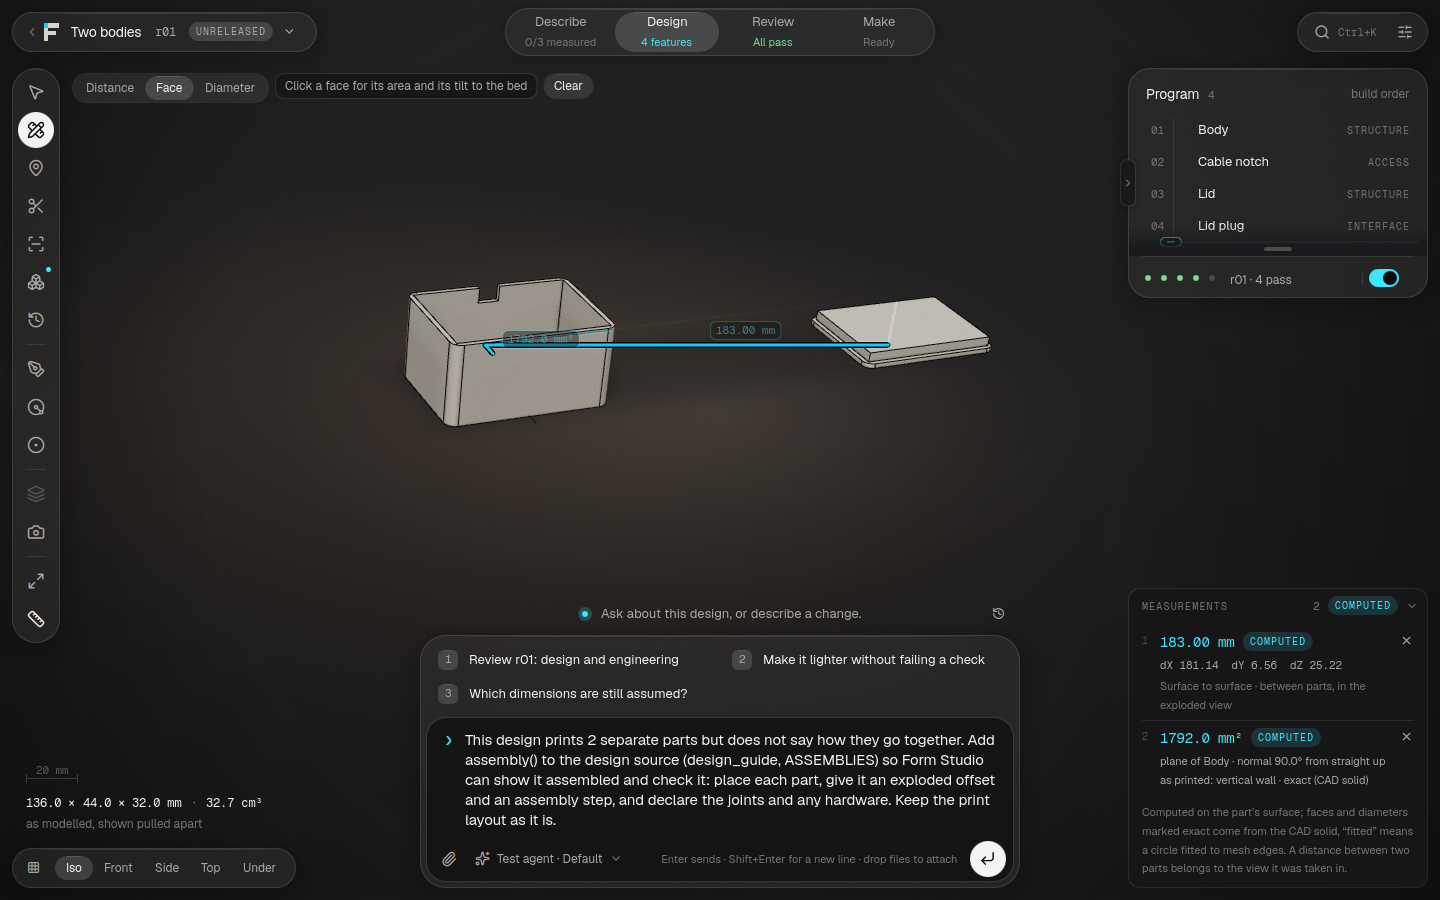 Two bodies r01 UNRELEASED
Describe
0/3 measured
Design
4 features
Review
All pass
Make
Ready
Ctrl+K
Distance Face Diameter Click a face for its area and its tilt to the bed Clear
Program 4 build order
01 Body STRUCTURE
02 Cable notch ACCESS
03 Lid STRUCTURE
04 Lid plug INTERFACE
r01 · 4 pass
183.00 mm
1792.0 mm²
Ask about this design, or describe a change.
1 Review r01: design and engineering
2 Make it lighter without failing a check
3 Which dimensions are still assumed?
This design prints 2 separate parts but does not say how they go together. Add
assembly() to the design source (design_guide, ASSEMBLIES) so Form Studio
can show it assembled and check it: place each part, give it an exploded offset
and an assembly step, and declare the joints and any hardware. Keep the print
layout as it is.
Test agent · Default
Enter sends · Shift+Enter for a new line · drop files to attach
MEASUREMENTS 2 COMPUTED
1 183.00 mm COMPUTED
dX 181.14 dY 6.56 dZ 25.22
Surface to surface · between parts, in the
exploded view
2 1792.0 mm² COMPUTED
plane of Body · normal 90.0° from straight up
as printed: vertical wall · exact (CAD solid)
Computed on the part's surface; faces and diameters
marked exact come from the CAD solid, “fitted” means
a circle fitted to mesh edges. A distance between two
parts belongs to the view it was taken in.
20 mm
136.0 × 44.0 × 32.0 mm · 32.7 cm³
as modelled, shown pulled apart
Iso Front Side Top Under